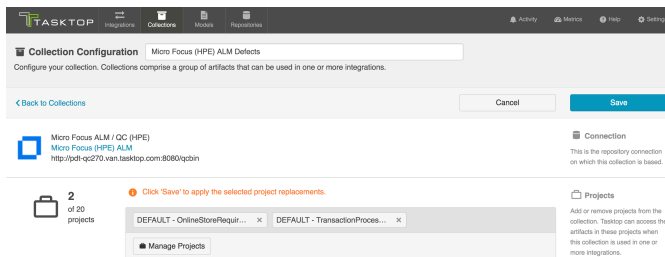 TASKTOP
Integrations
Collections
Models
Repositories
Activity
Metrics
Help
Setting
Collection Configuration
Micro Focus (HPE) ALM Defects
Configure your collection. Collections comprise a group of artifacts that can be used in one or more integrations.
Back to Collections
Cancel
Save
Micro Focus ALM / QC (HPE)
Micro Focus (HPE) ALM
http://pdt-qc270.van.tasktop.com:8080/qcbin
Connection
This is the repository connection
on which this collection is based.
2
of 20
projects
Click 'Save' to apply the selected project replacements.
DEFAULT - OnlineStoreRequir... ×
DEFAULT - TransactionProces... ×
Manage Projects
Projects
Add or remove projects from the
collection. Tasktop can access the
artifacts in these projects when
this collection is used in one or
more integrations.